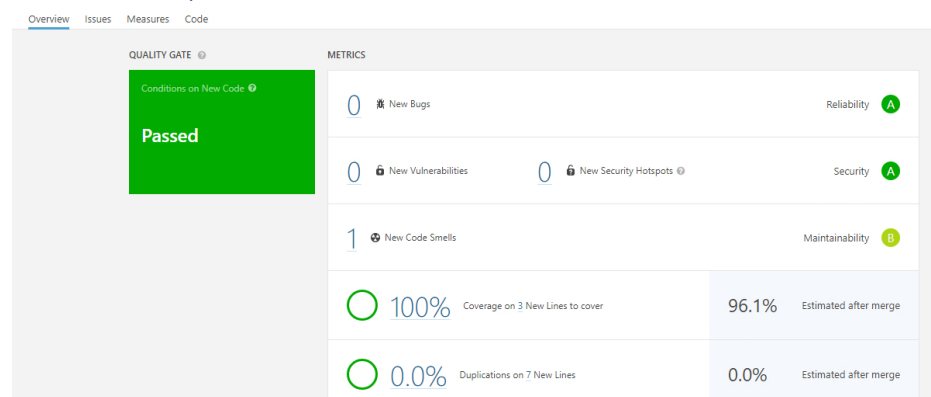 Overview Issues Measures Code
QUALITY GATE
METRICS
Conditions on New Code
Passed
0 New Bugs
Reliability A
0 New Vulnerabilities
0 New Security Hotspots
Security A
1 New Code Smells
Maintainability B
100% Coverage on 3 New Lines to cover
96.1% Estimated after merge
0.0% Duplications on 7 New Lines
0.0% Estimated after merge